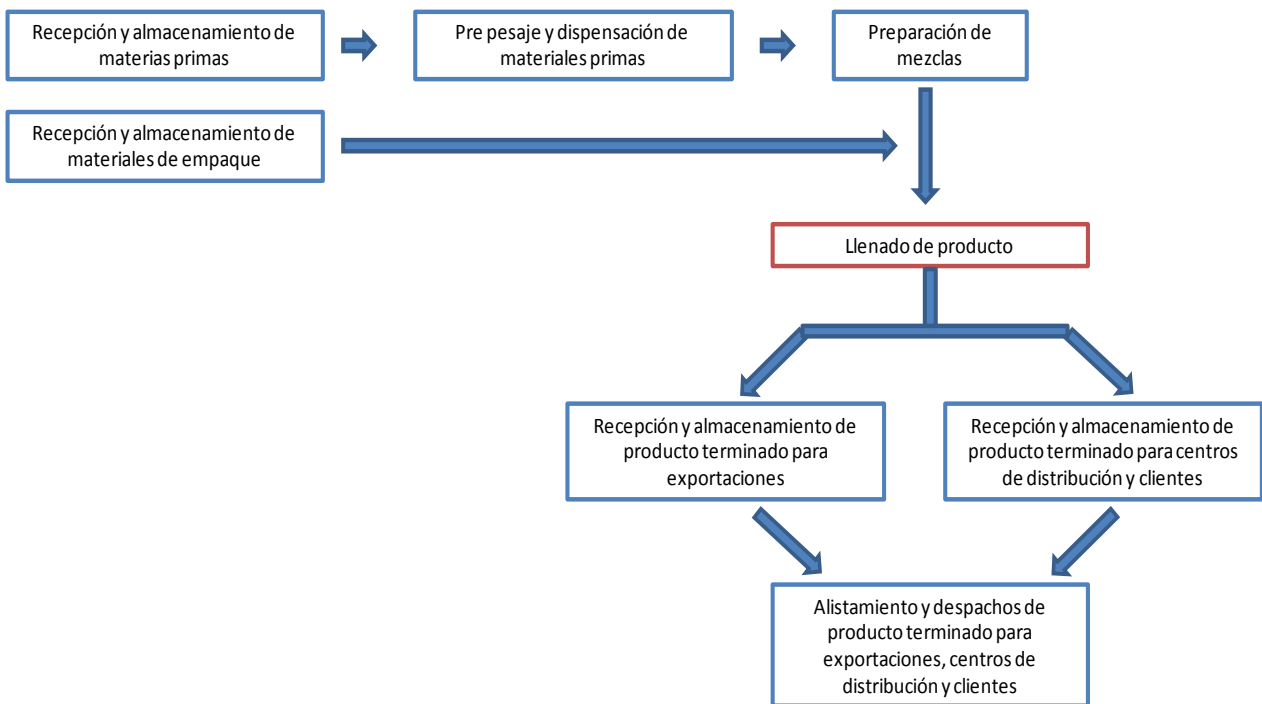 Recepción y almacenamiento de
materias primas
Pre pesaje y dispensación de
materiales primas
Preparación de
mezclas
Recepción y almacenamiento de
materiales de empaque
Llenado de producto
Recepción y almacenamiento de
producto terminado para
exportaciones
Recepción y almacenamiento de
producto terminado para centros
de distribución y clientes
Alistamiento y despachos de
producto terminado para
exportaciones, centros de
distribución y clientes